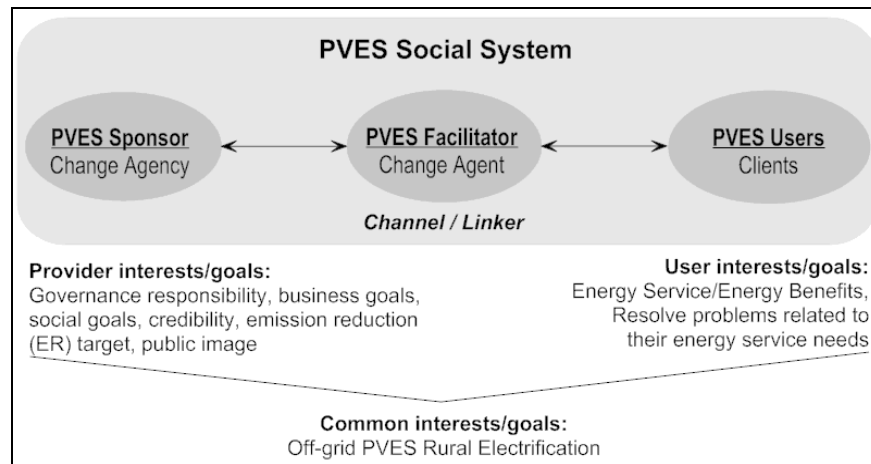 PVES Social System
PVES Sponsor
Change Agency
PVES Facilitator
Change Agent
PVES Users
Clients
Channel / Linker
Provider interests/goals:
Governance responsibility, business goals,
social goals, credibility, emission reduction
(ER) target, public image
User interests/goals:
Energy Service/Energy Benefits,
Resolve problems related to
their energy service needs
Common interests/goals:
Off-grid PVES Rural Electrification